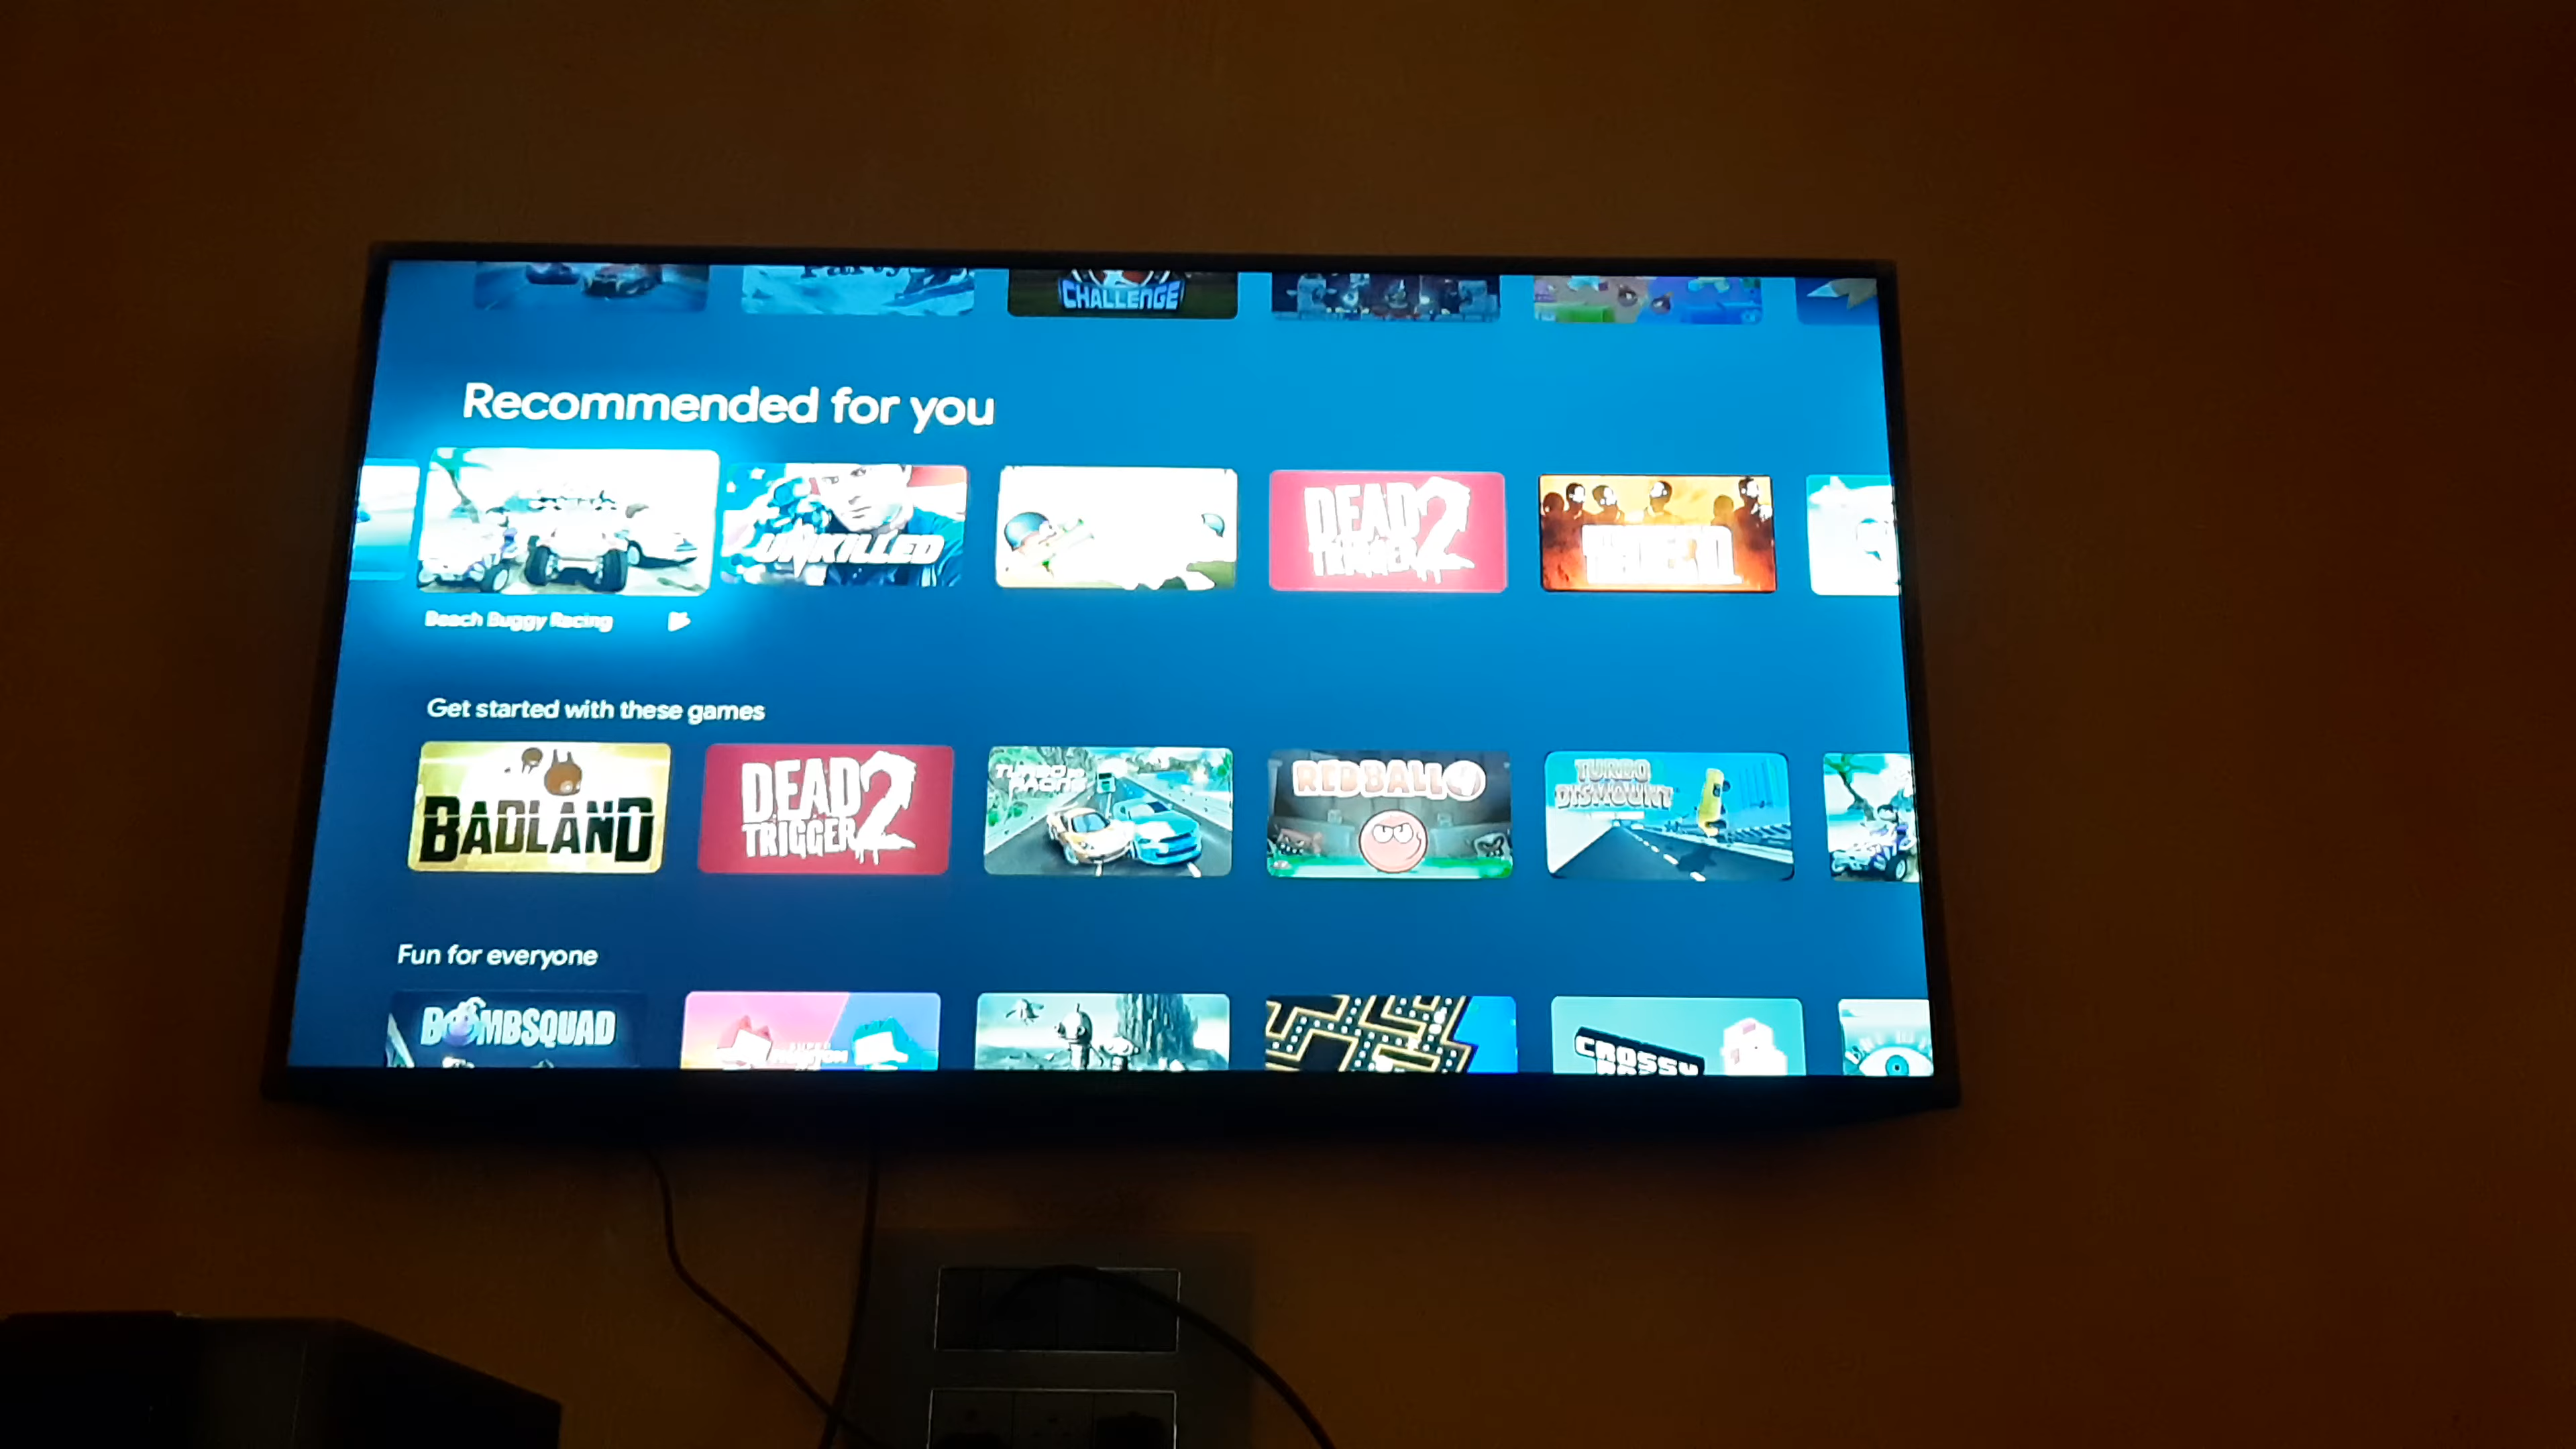 Party
CHALLENGE
Recommended for you
UNKILLED
DEAD
TRIGGER 2
Beach Buggy Racing
Get started with these games
BADLAND
DEAD
TRIGGER 2
RED BALL 4
TURBO
DISMOUNT
Fun for everyone
BOMBSQUAD
CROSSY